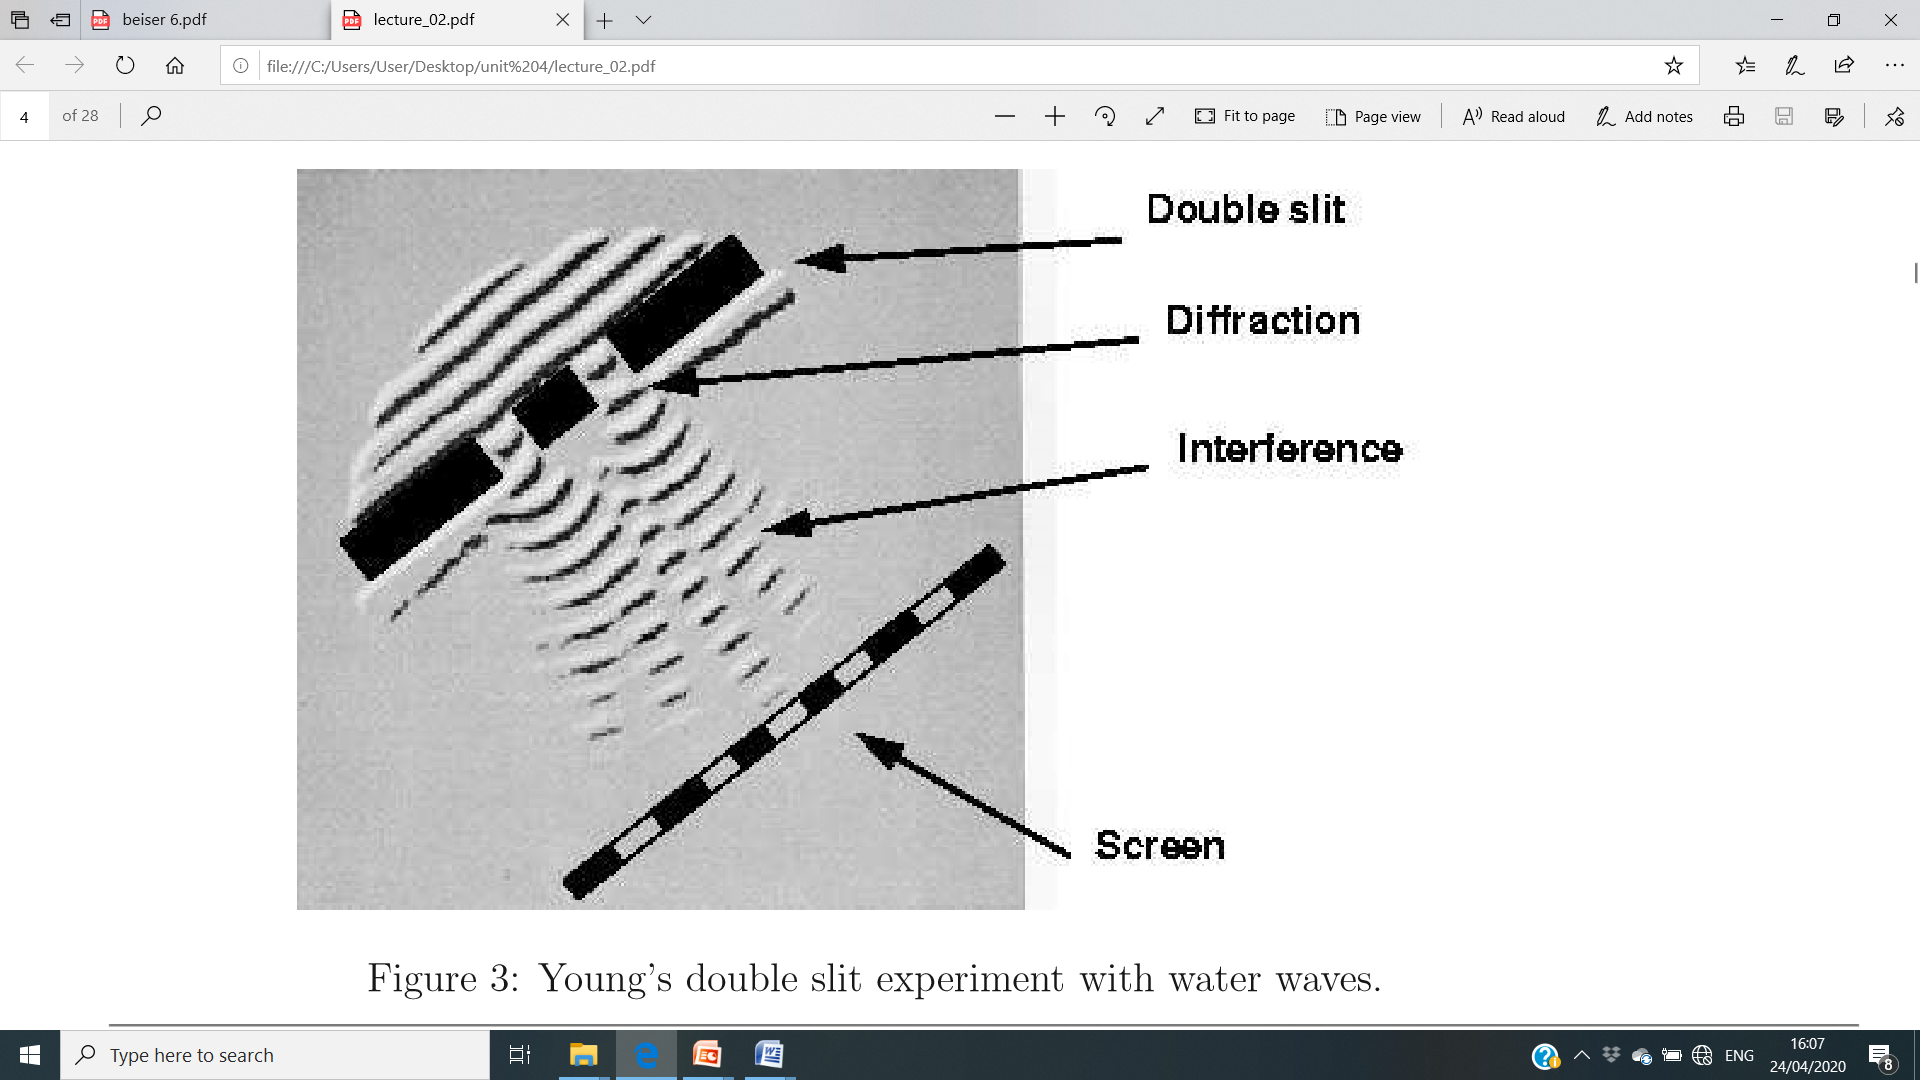 beiser 6.pdf
lecture_02.pdf
file:///C:/Users/User/Desktop/unit%204/lecture_02.pdf
4 of 28
Fit to page
Page view
Read aloud
Add notes
Double slit
Diffraction
Interference
Screen
Figure 3: Young's double slit experiment with water waves.
Type here to search
ENG
16:07
24/04/2020
8